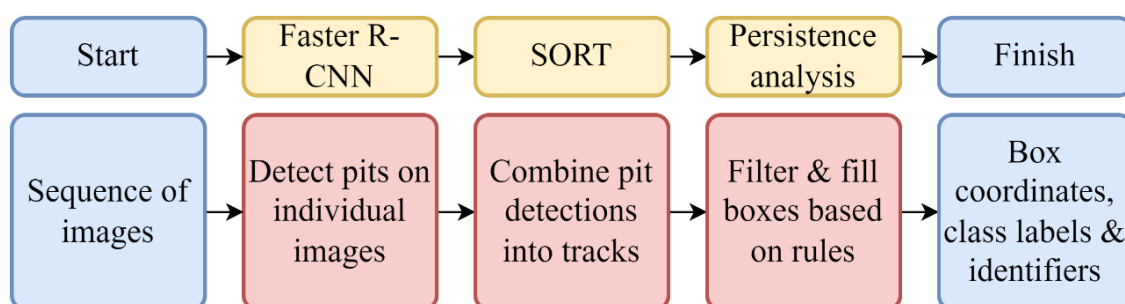 Start
Faster R-
CNN
SORT
Persistence
analysis
Finish
Sequence of
images
Detect pits on
individual
images
Combine pit
detections
into tracks
Filter & fill
boxes based
on rules
Box
coordinates,
class labels &
identifiers